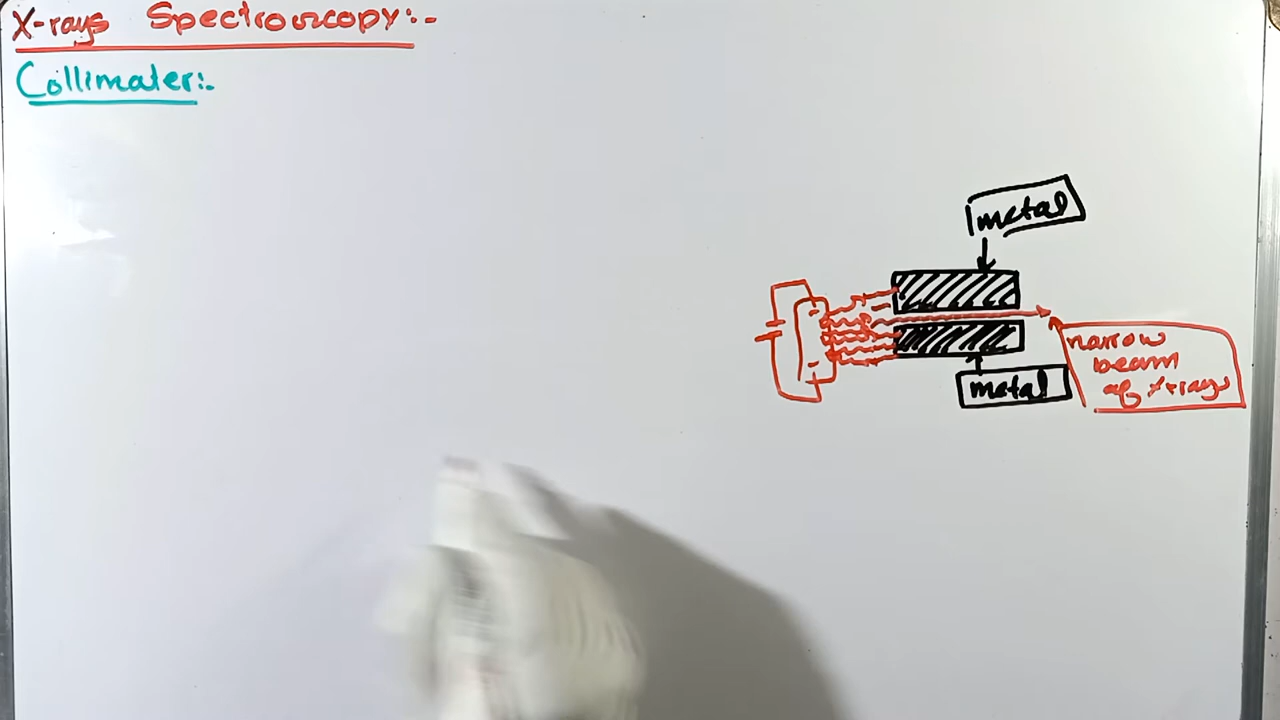 X-rays Spectroscopy:-
Collimater:-
metal
narrow
beam
of X-rays
metal